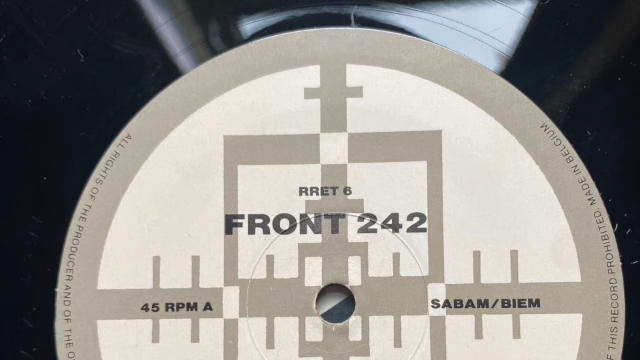 RRET 6
FRONT 242
45 RPM A
SABAM/BIEM
ALL RIGHTS OF THE PRODUCER AND OF THE
OF THIS RECORD PROHIBITED MADE IN BELGIUM